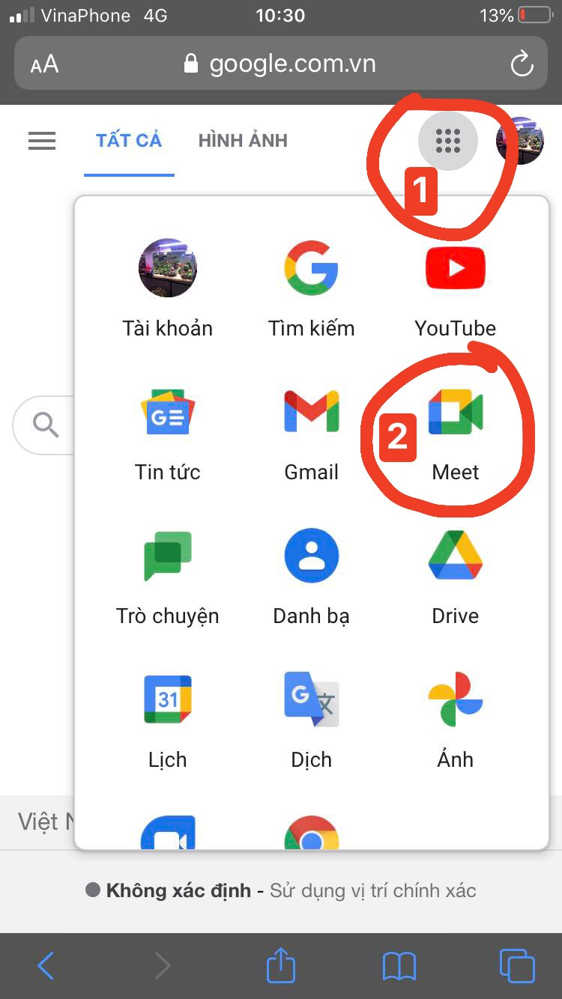 VinaPhone 4G 10:30 13%
AA google.com.vn
TẤT CẢ HÌNH ẢNH
1
Tài khoản Tìm kiếm YouTube
2
Tin tức Gmail Meet
Trò chuyện Danh bạ Drive
31
Lịch Dịch Ảnh
Việt N
Không xác định - Sử dụng vị trí chính xác